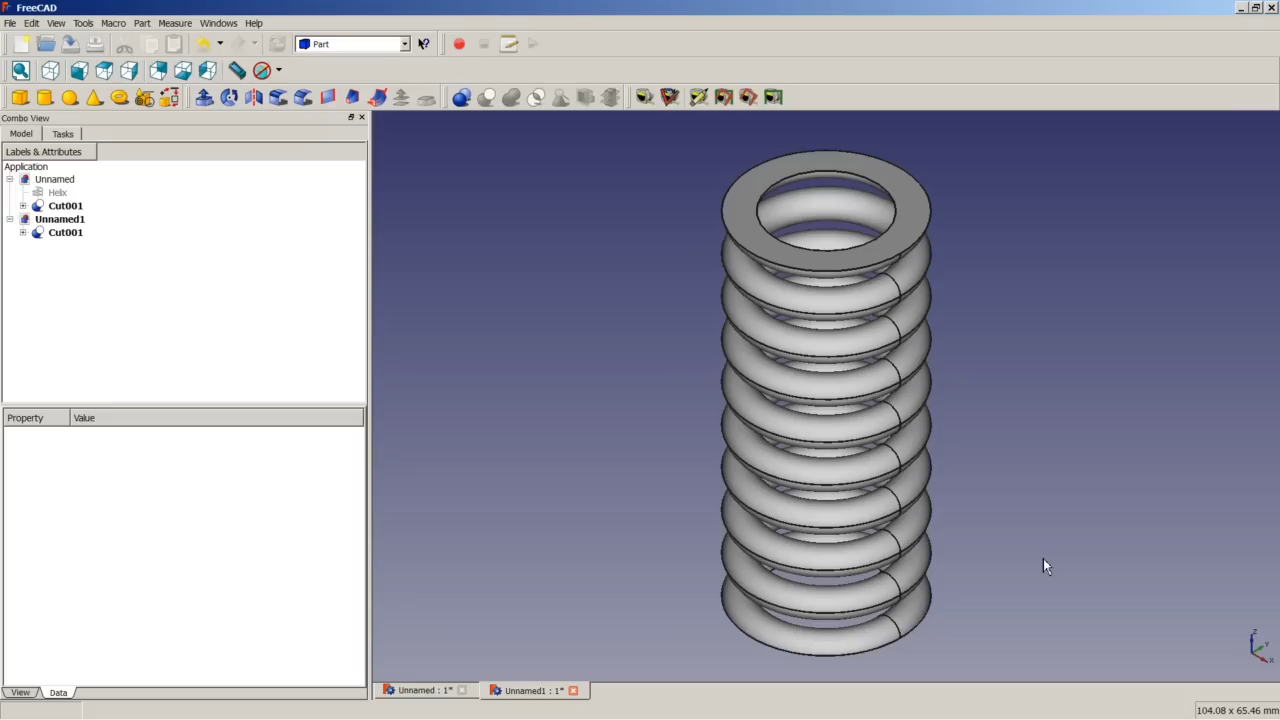 FreeCAD
File Edit View Tools Macro Part Measure Windows Help
Part
Combo View
Model Tasks
Labels & Attributes
Application
Unnamed
Helix
Cut001
Unnamed1
Cut001
Property Value
View Data
Unnamed : 1* Unnamed1 : 1*
Z
Y
X
104.08 x 65.46 mm